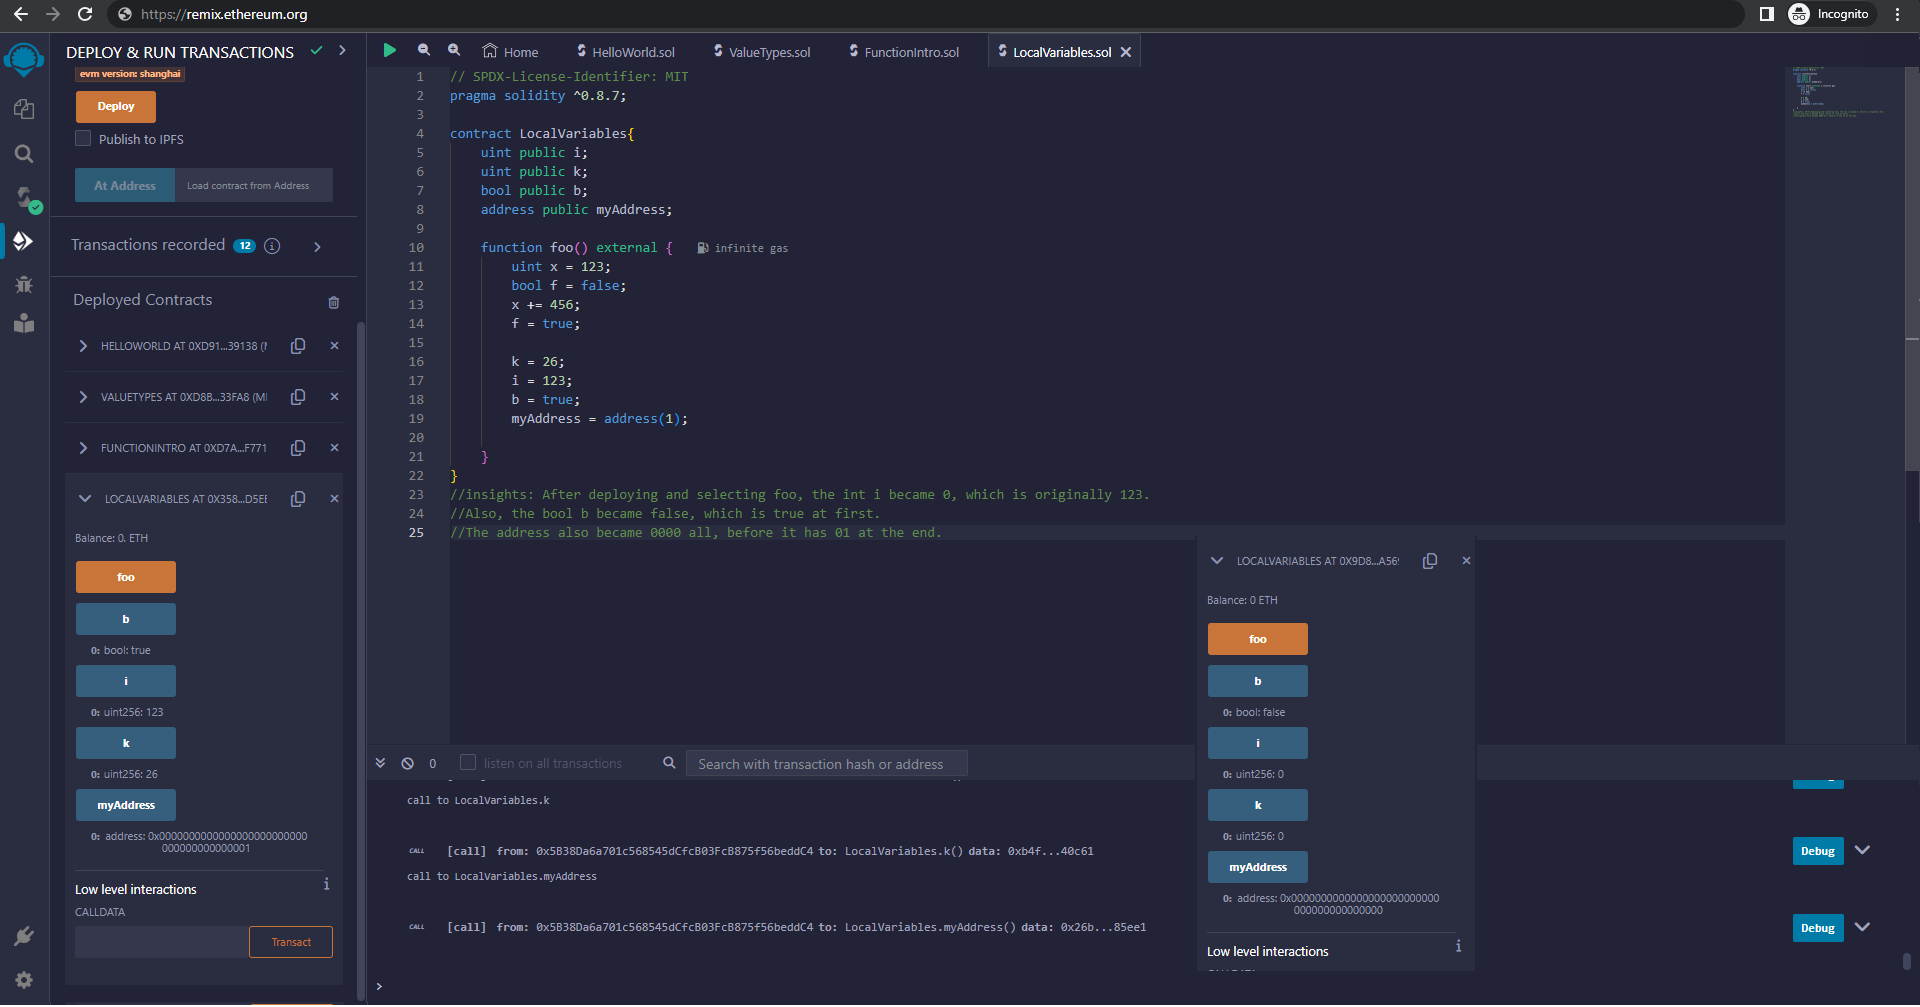 https://remix.ethereum.org
Incognito
DEPLOY & RUN TRANSACTIONS
evm version: shanghai
Deploy
Publish to IPFS
At Address
Load contract from Address
Transactions recorded 12
Deployed Contracts
HELLOWORLD AT 0XD91...39138
VALUETYPES AT 0XD8B...33FA8 (MI
FUNCTIONINTRO AT 0XD7A...F771
LOCALVARIABLES AT 0X358...D5EE
Balance: 0. ETH
foo
b
0: bool: true
i
0: uint256: 123
k
0: uint256: 26
myAddress
Low level interactions
CALLDATA
Transact
Home
HelloWorld.sol
ValueTypes.sol
FunctionIntro.sol
LocalVariables.sol
1 // SPDX-License-Identifier: MIT
2 pragma solidity ^0.8.7;
3
4 contract LocalVariables{
5 uint public i;
6 uint public k;
7 bool public b;
8 address public myAddress;
9
10 function foo() external { infinite gas
11 uint x = 123;
12 bool f = false;
13 x += 456;
14 f = true;
15
16 k = 26;
17 i = 123;
18 b = true;
19 myAddress = address(1);
20
21 }
22 }
23 //insights: After deploying and selecting foo, the int i became 0, which is originally 123.
24 //Also, the bool b became false, which is true at first.
25 //The address also became 0000 all, before it has 01 at the end.
LOCALVARIABLES AT 0X9D8...A569
Balance: 0 ETH
foo
b
0: bool: false
i
0: uint256: 0
k
0: uint256: 0
myAddress
Low level interactions
0
listen on all transactions
Search with transaction hash or address
call to LocalVariables.k
CALL [call] from: 0x5B38Da6a701c568545dCfcB03FcB875f56beddC4 to: LocalVariables.k() data: 0xb4f...40c61
Debug
call to LocalVariables.myAddress
CALL [call] from: 0x5B38Da6a701c568545dCfcB03FcB875f56beddC4 to: LocalVariables.myAddress() data: 0x26b...85ee1
Debug
>